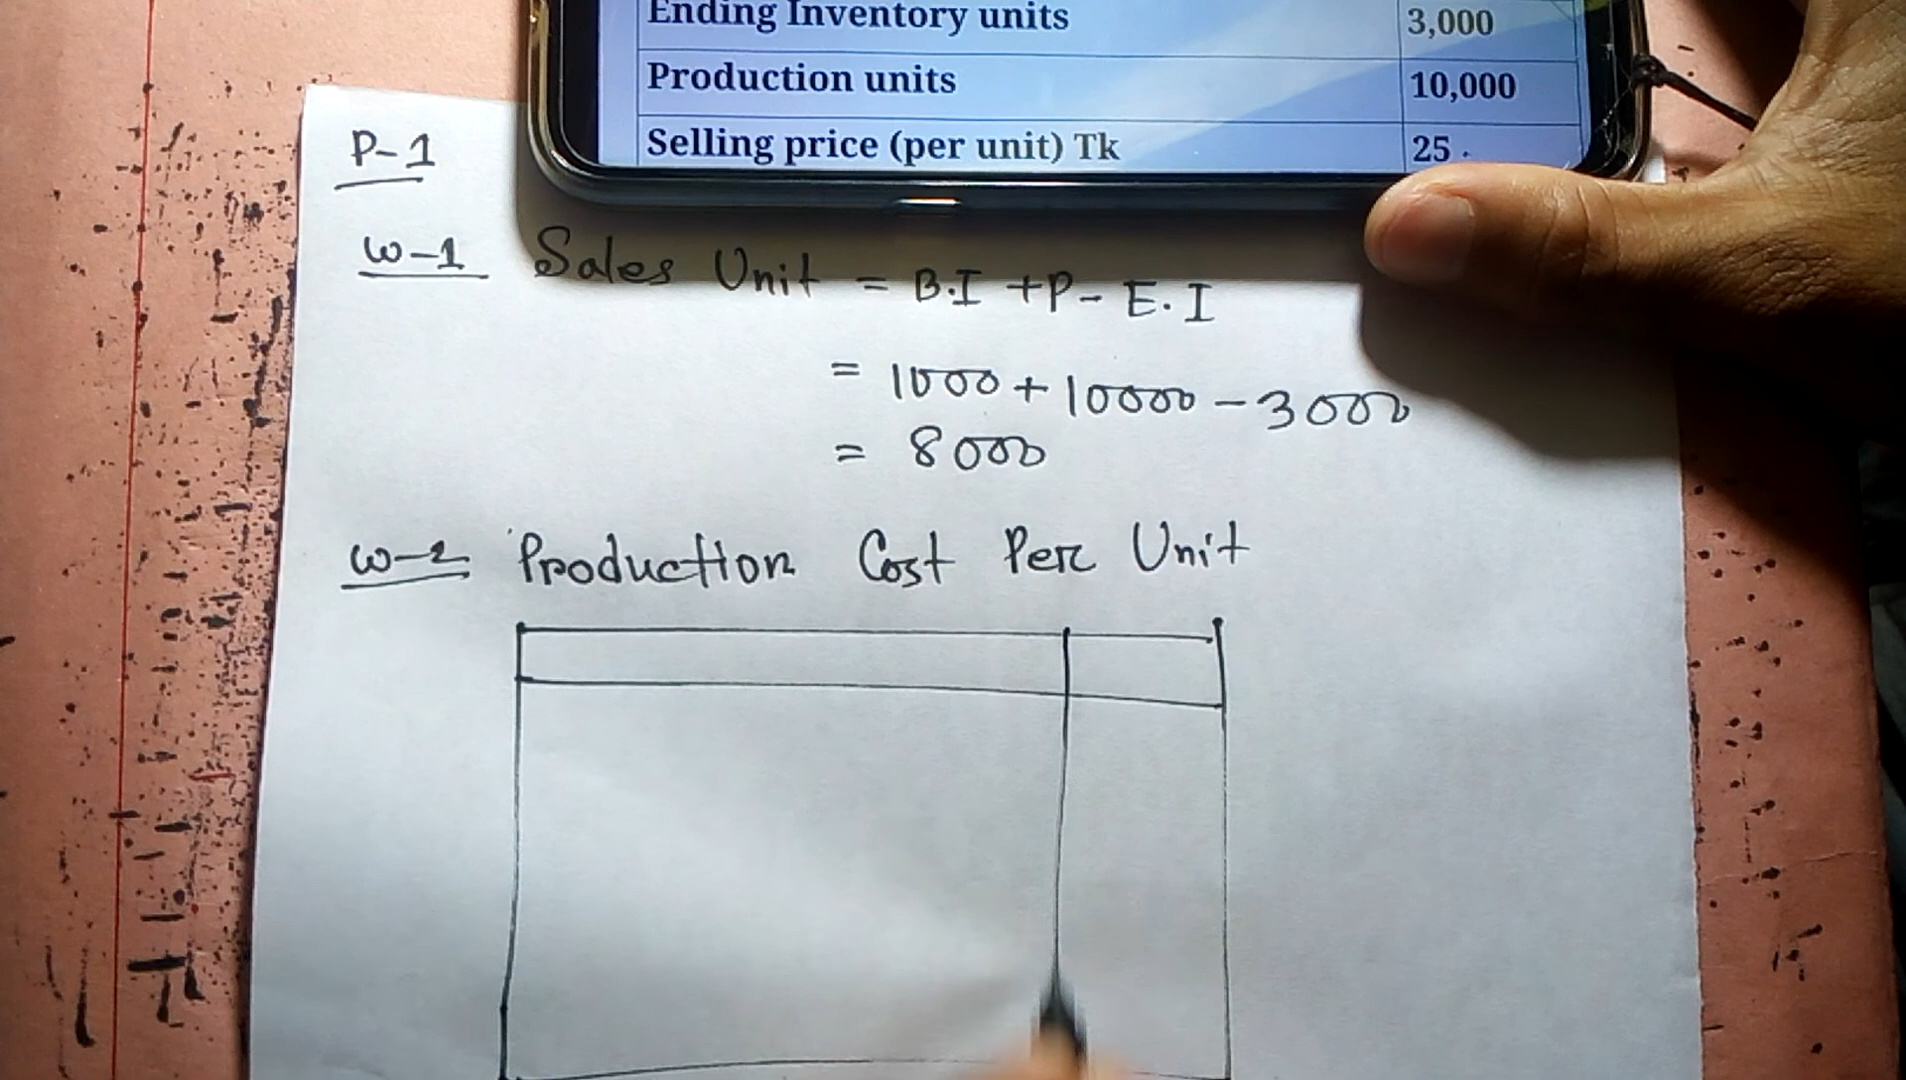 Ending Inventory units 3,000
Production units 10,000
Selling price (per unit) Tk 25
P-1
W-1 Sales Unit = B.I + P - E.I
= 1000 + 10000 - 3000
= 8000
W-2 Production Cost Per Unit